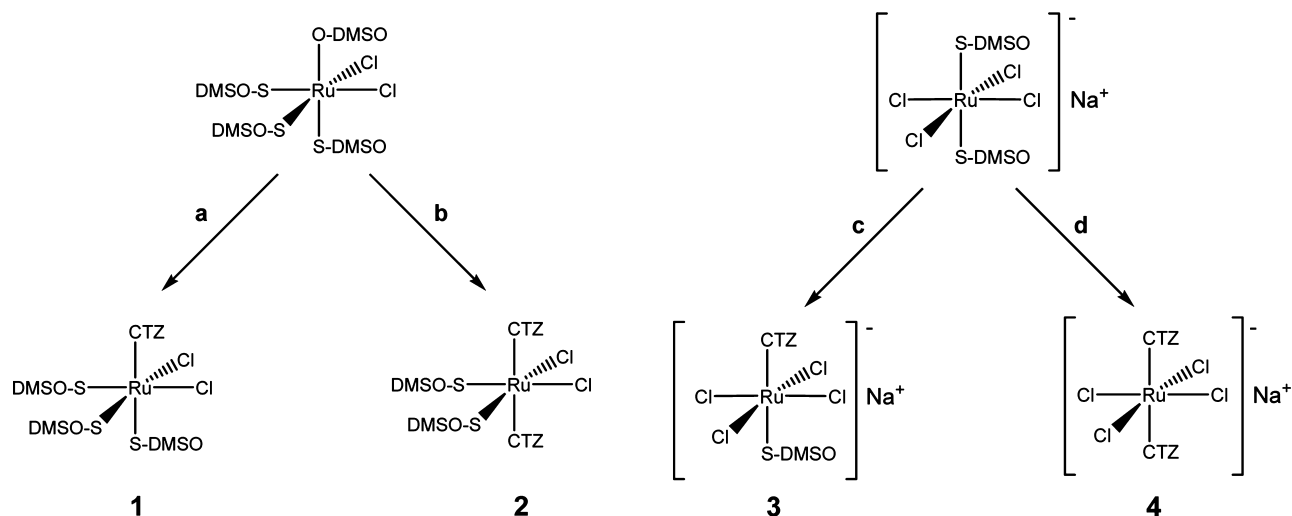 O-DMSO
Cl
DMSO-S Ru Cl
DMSO-S
S-DMSO
a b
CTZ
Cl
DMSO-S Ru Cl
DMSO-S
S-DMSO
1
CTZ
Cl
DMSO-S Ru Cl
DMSO-S
CTZ
2
-
S-DMSO
Cl
Cl Ru Cl Na+
Cl
S-DMSO
c d
-
CTZ
Cl
Cl Ru Cl Na+
Cl
S-DMSO
3
-
CTZ
Cl
Cl Ru Cl Na+
Cl
CTZ
4